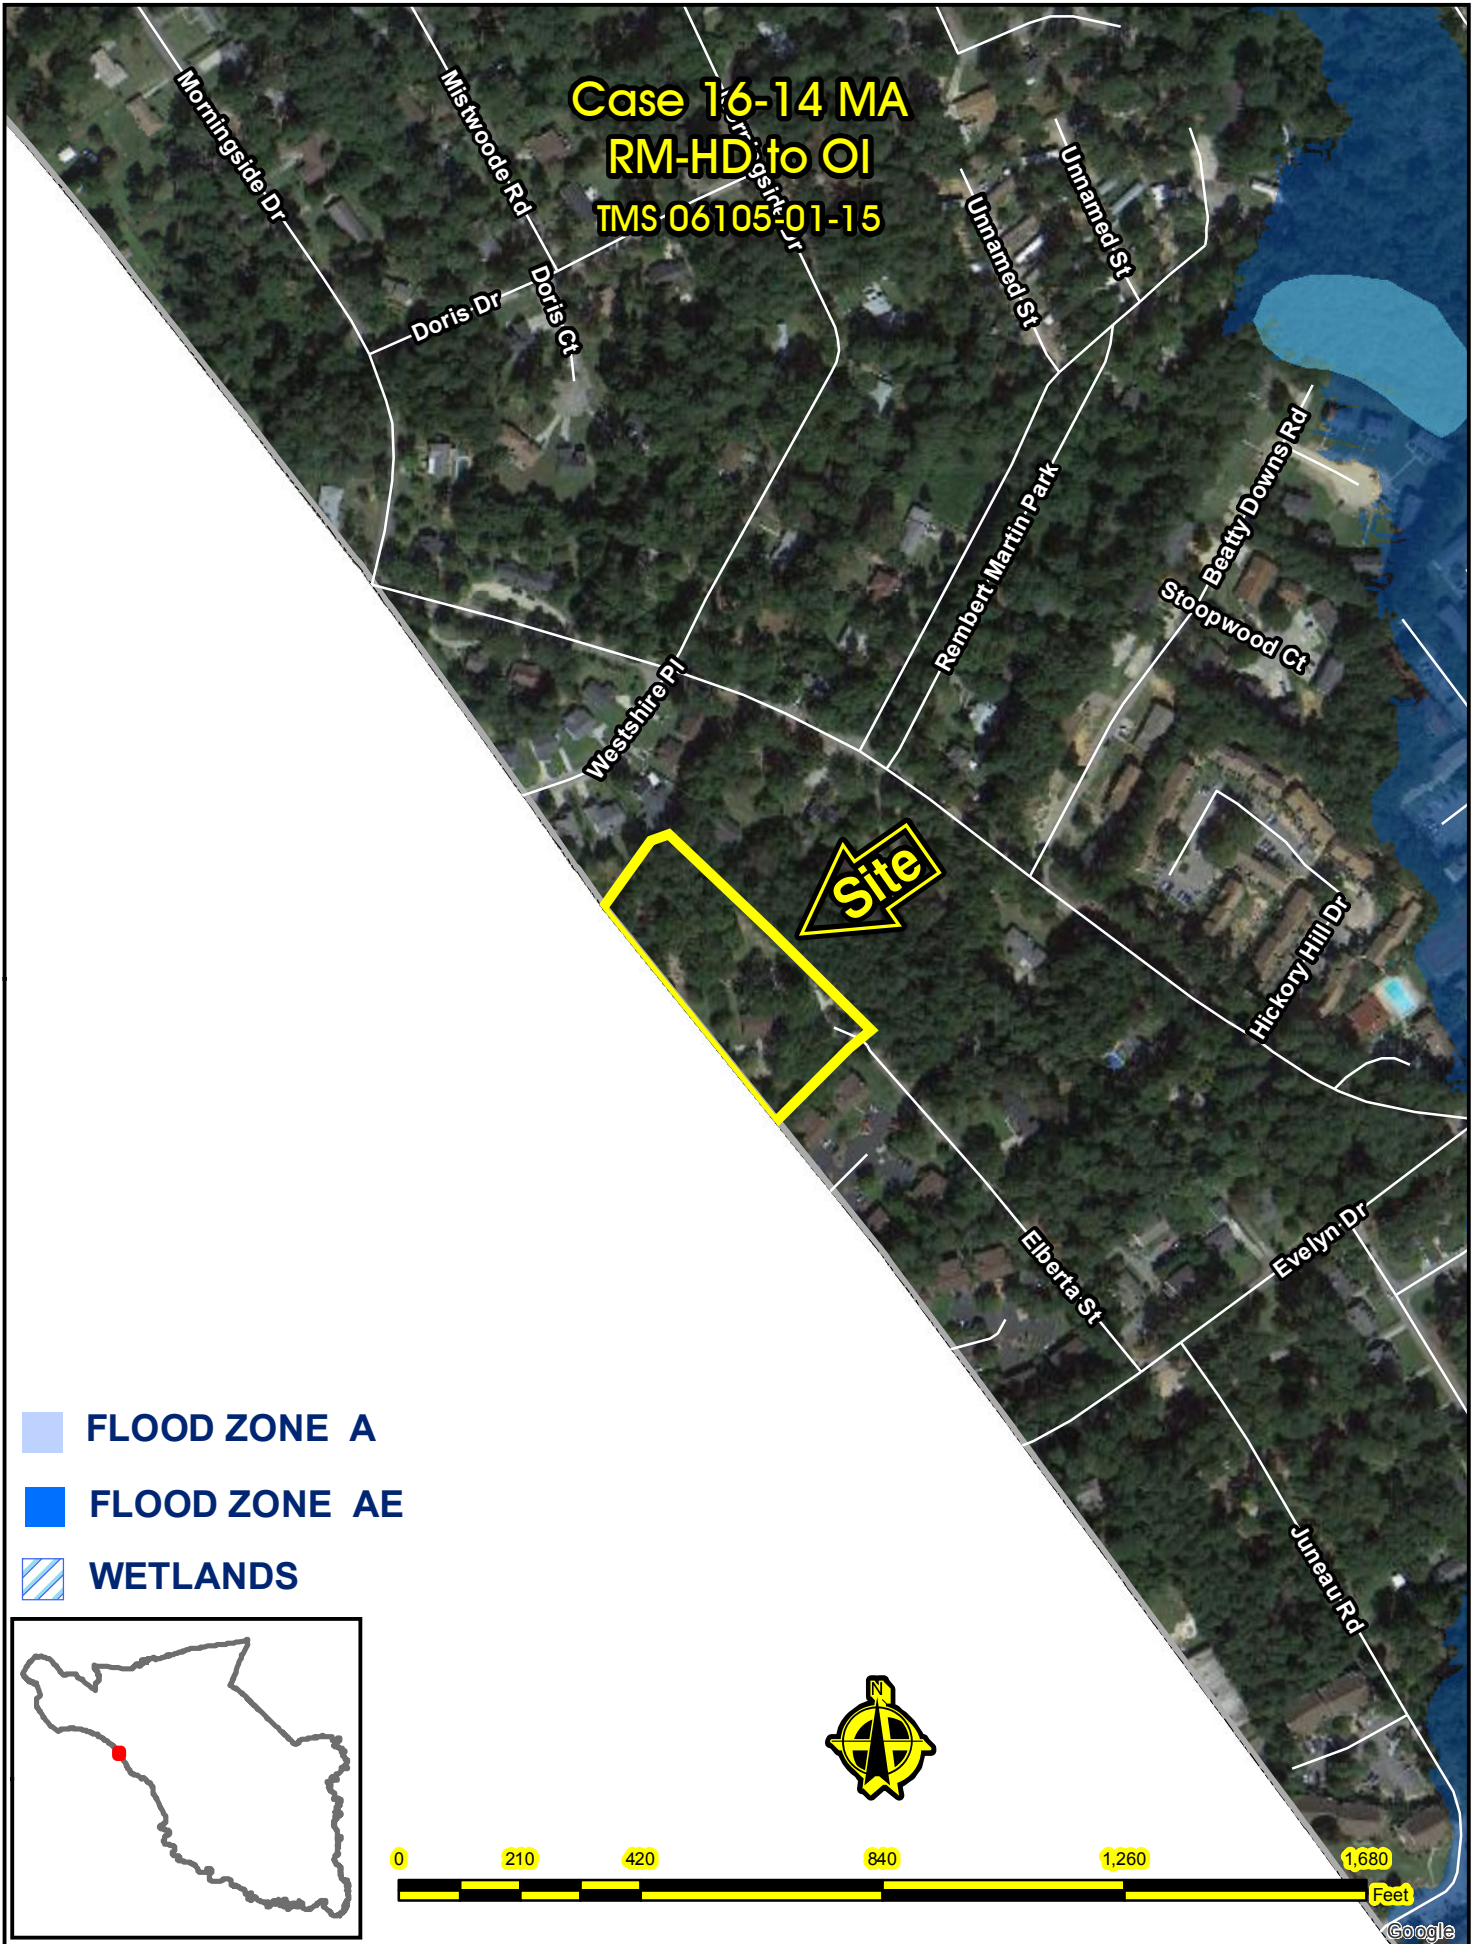 Case 16-14 MA
RM-HD to OI
TMS 06105-01-15
Morningside Dr
Mistwoode Rd
Morningside Dr
Unnamed St
Unnamed St
Doris Dr
Doris Ct
Beatty Downs Rd
Rembert Martin Park
Stoopwood Ct
Westshire Pl
Site
Hickory Hill Dr
Evelyn Dr
Elberta St
Juneau Rd
FLOOD ZONE A
FLOOD ZONE AE
WETLANDS
N
0 210 420 840 1,260 1,680
Feet
Google